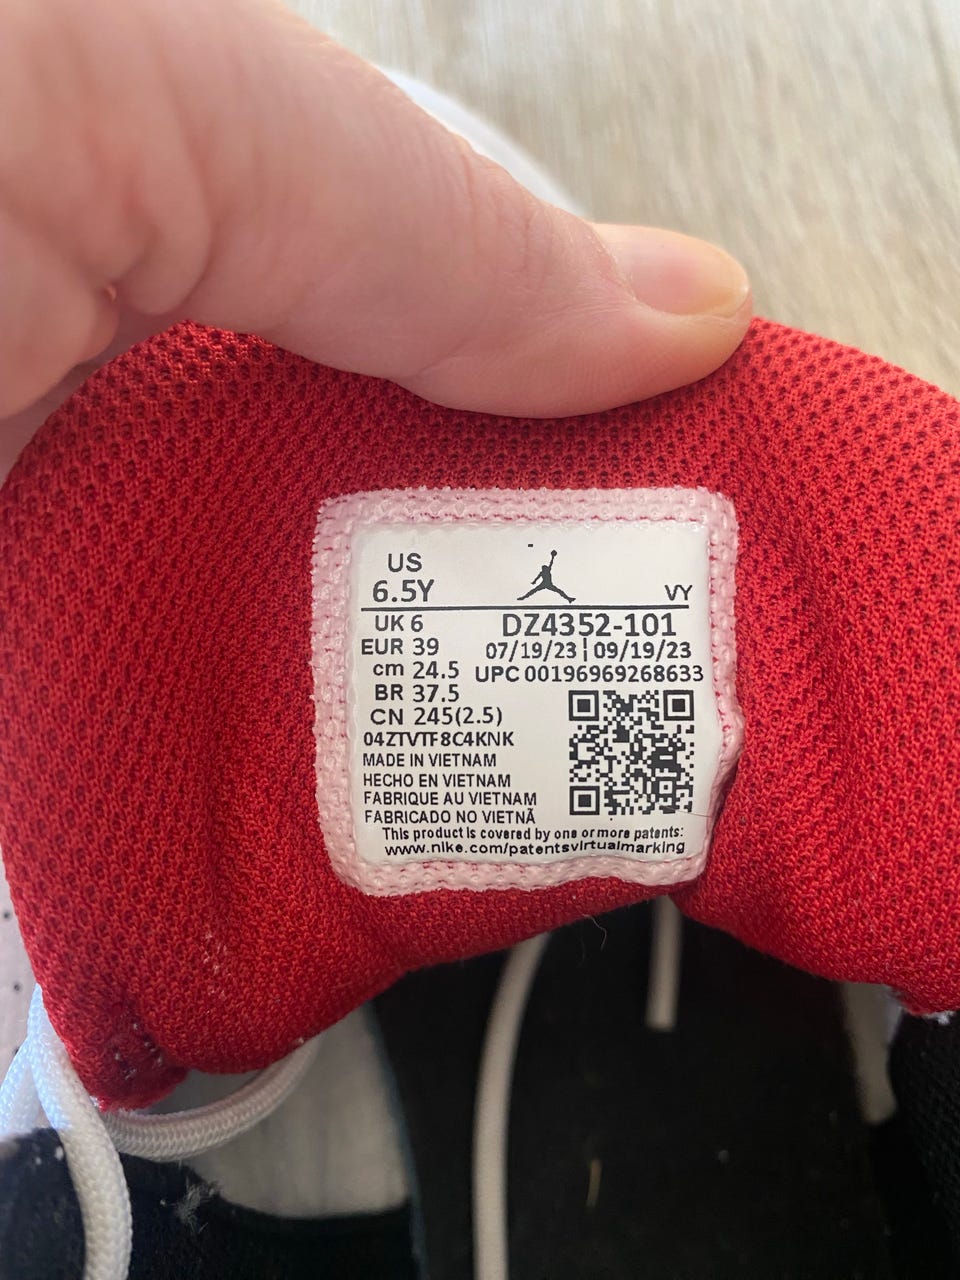 US
6.5Y
VY
UK 6
EUR 39
cm 24.5
BR 37.5
CN 245(2.5)
DZ4352-101
07/19/23 | 09/19/23
UPC 00196969268633
04ZTVTF8C4KNK
MADE IN VIETNAM
HECHO EN VIETNAM
FABRIQUE AU VIETNAM
FABRICADO NO VIETNÃ
This product is covered by one or more patents:
www.nike.com/patentsvirtualmarking